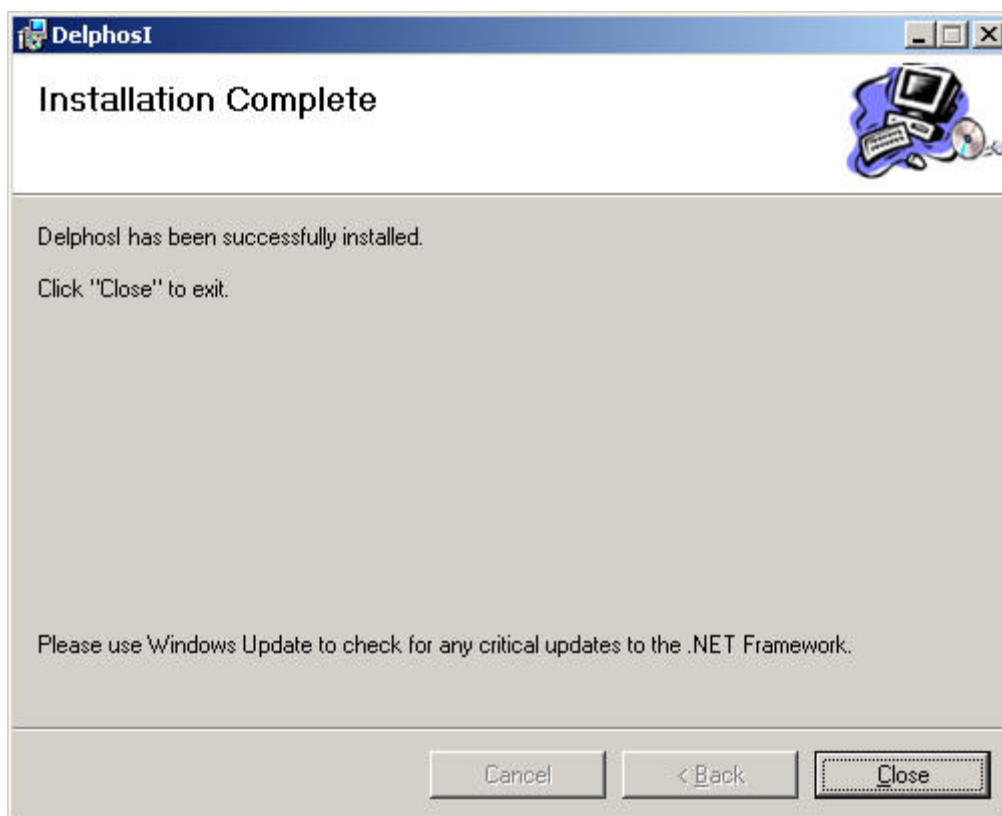 DelphosI
Installation Complete
DelphosI has been successfully installed.
Click "Close" to exit.
Please use Windows Update to check for any critical updates to the .NET Framework.
Cancel
< Back
Close